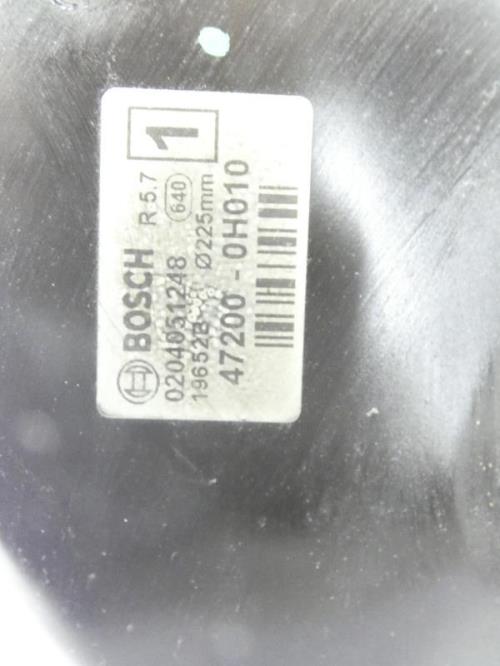 BOSCH R 5.7 1
0204051248 640
Ø225mm
47200 - 0H010